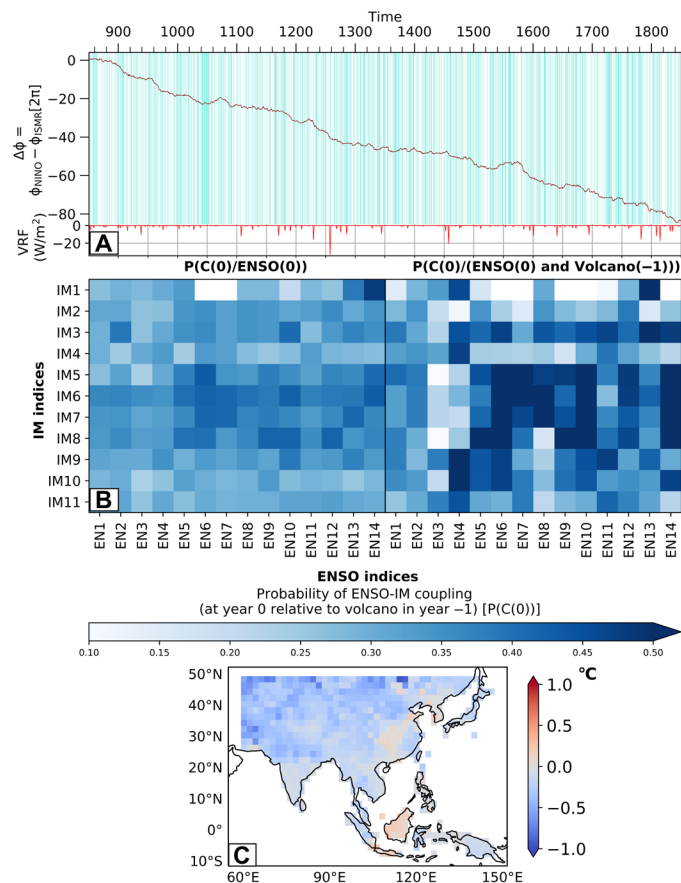 Time
900 1000 1100 1200 1300 1400 1500 1600 1700 1800
0
−20
−40
−60
−80
Δϕ =
ϕNINO − ϕISMR[2π]
0
−20
VRF
(W/m²)
A
P(C(0)/ENSO(0)) P(C(0)/(ENSO(0) and Volcano(−1)))
IM1
IM2
IM3
IM4
IM5
IM6
IM7
IM8
IM9
IM10
IM11
IM indices
B
EN1 EN2 EN3 EN4 EN5 EN6 EN7 EN8 EN9 EN10 EN11 EN12 EN13 EN14 EN1 EN2 EN3 EN4 EN5 EN6 EN7 EN8 EN9 EN10 EN11 EN12 EN13 EN14
ENSO indices
Probability of ENSO-IM coupling
(at year 0 relative to volcano in year −1) [P(C(0))]
0.10 0.15 0.20 0.25 0.30 0.35 0.40 0.45 0.50
50°N
40°N
30°N
20°N
10°N
0°
10°S
C
60°E 90°E 120°E 150°E
°C
1.0
0.5
0.0
−0.5
−1.0